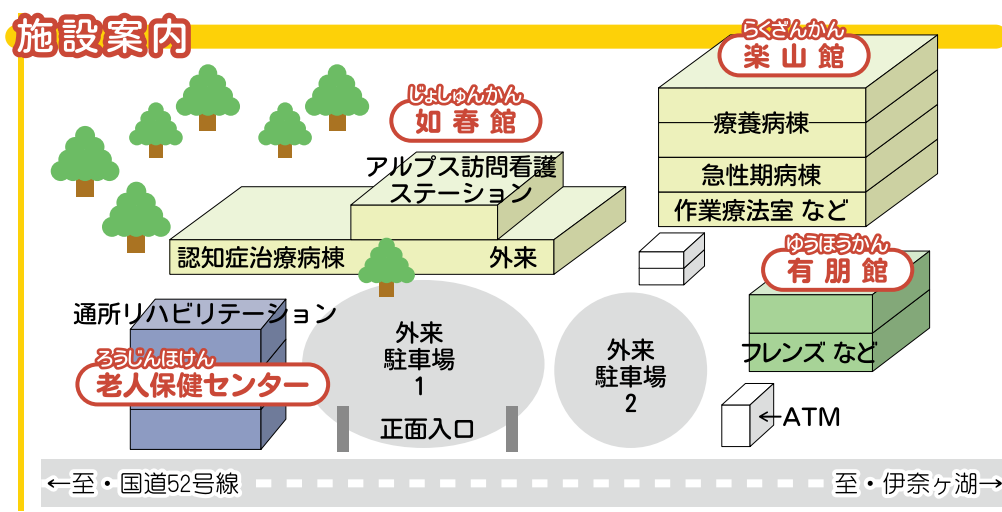 施設案内
らくざんかん
楽山館
療養病棟
急性期病棟
作業療法室 など
じょしゅんかん
如春館
アルプス訪問看護
ステーション
認知症治療病棟
外来
ゆうほうかん
有朋館
フレンズ など
通所リハビリテーション
ろうじんほけん
老人保健センター
外来
駐車場
1
外来
駐車場
2
正面入口
←ATM
←至・国道52号線
至・伊奈ヶ湖→